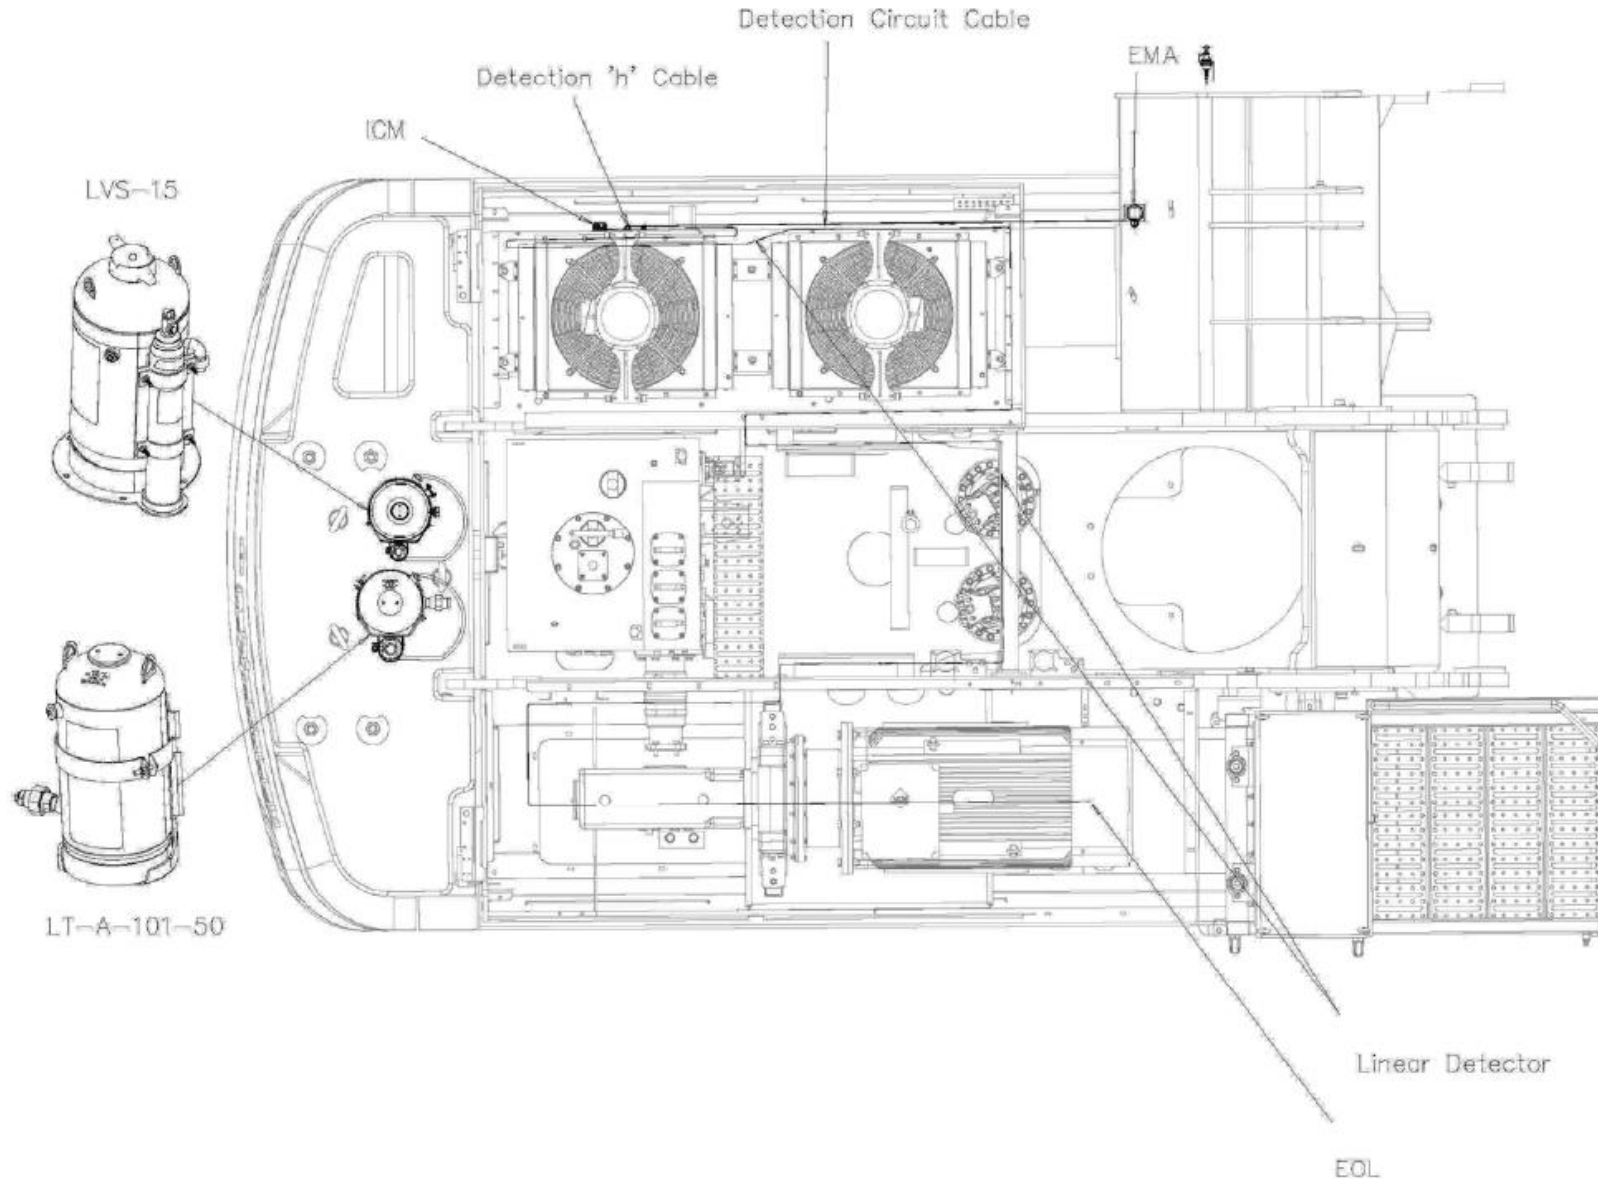 Detection Circuit Cable
EMA
Detection 'h' Cable
ICM
LVS-15
LT-A-101-50
Linear Detector
EOL